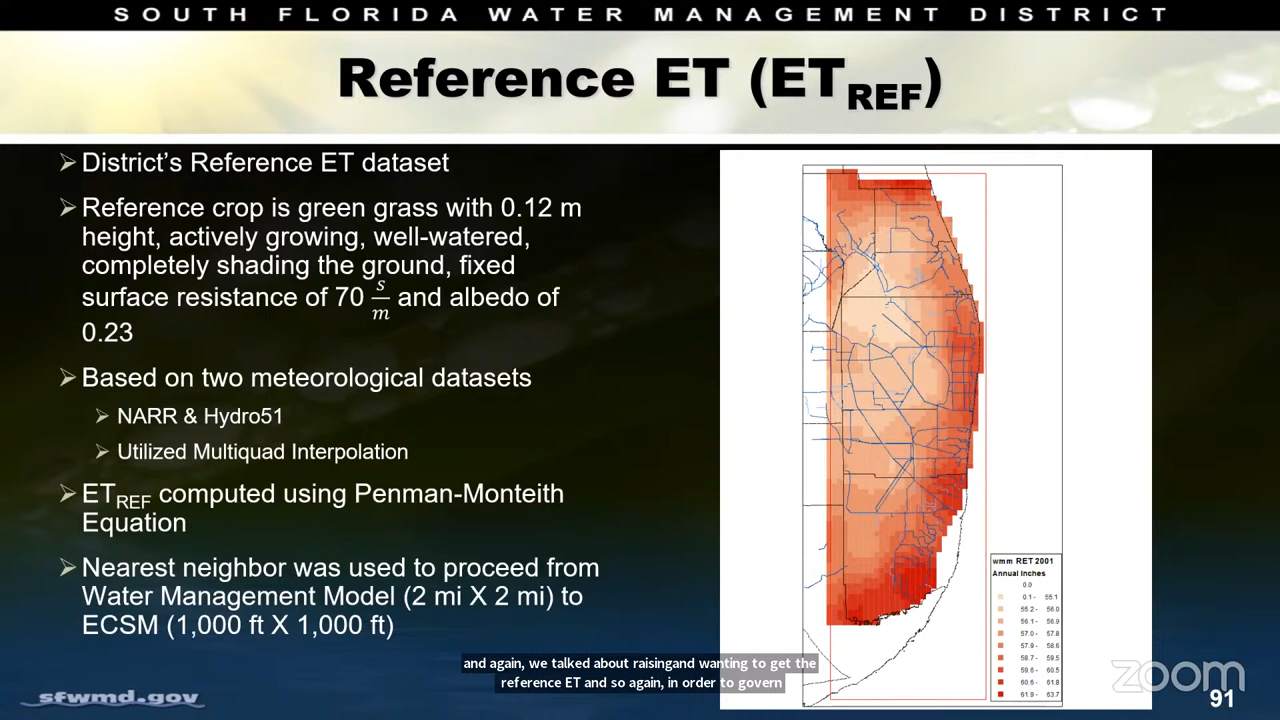 SOUTH FLORIDA WATER MANAGEMENT DISTRICT
Reference ET (ETREF)
District's Reference ET dataset
Reference crop is green grass with 0.12 m
height, actively growing, well-watered,
completely shading the ground, fixed
surface resistance of 70 s/m and albedo of
0.23
Based on two meteorological datasets
NARR & Hydro51
Utilized Multiquad Interpolation
ETREF computed using Penman-Monteith
Equation
Nearest neighbor was used to proceed from
Water Management Model (2 mi X 2 mi) to
ECSM (1,000 ft X 1,000 ft)
wmm RET 2001
Annual Inches
0.0
0.1 - 55.1
55.2 - 56.0
56.1 - 56.9
57.0 - 57.8
57.9 - 58.6
58.7 - 59.5
59.6 - 60.5
60.6 - 61.8
61.9 - 63.7
and again, we talked about raisingand wanting to get the
reference ET and so again, in order to govern
sfwmd.gov
zoom
91